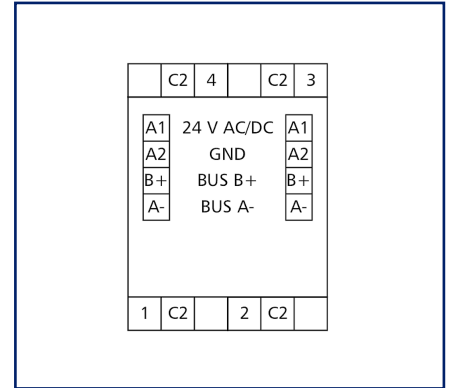 C2 4 C2 3
A1 24 V AC/DC A1
A2 GND A2
B+ BUS B+ B+
A- BUS A- A-
1 C2 2 C2